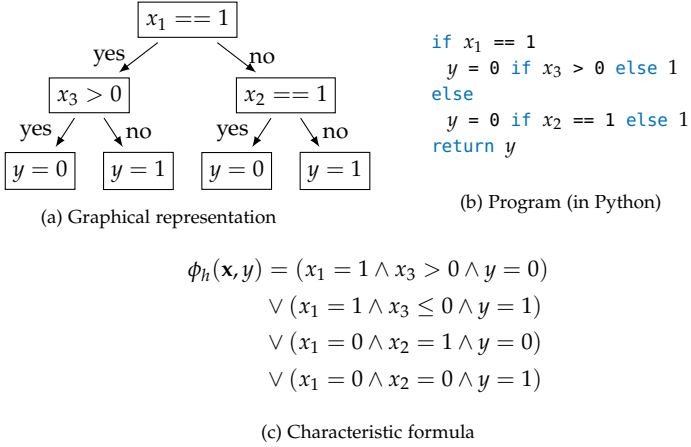 x₁ == 1
yes
no
x₃ > 0
x₂ == 1
yes
no
yes
no
y = 0
y = 1
y = 0
y = 1
(a) Graphical representation
if x₁ == 1
y = 0 if x₃ > 0 else 1
else
y = 0 if x₂ == 1 else 1
return y
(b) Program (in Python)
ϕₕ(𝐱, y) = (x₁ = 1 ∧ x₃ > 0 ∧ y = 0)
∨ (x₁ = 1 ∧ x₃ ≤ 0 ∧ y = 1)
∨ (x₁ = 0 ∧ x₂ = 1 ∧ y = 0)
∨ (x₁ = 0 ∧ x₂ = 0 ∧ y = 1)
(c) Characteristic formula